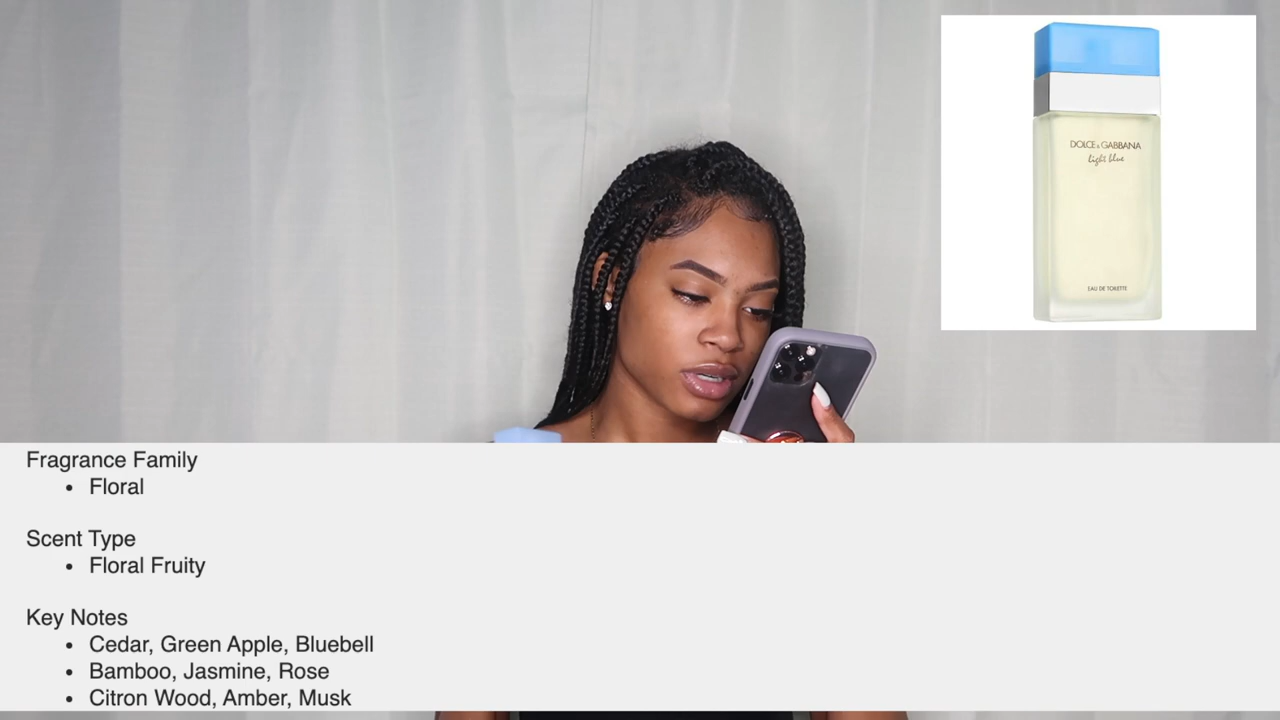 DOLCE & GABBANA
light blue
EAU DE TOILETTE
Fragrance Family
• Floral
Scent Type
• Floral Fruity
Key Notes
• Cedar, Green Apple, Bluebell
• Bamboo, Jasmine, Rose
• Citron Wood, Amber, Musk